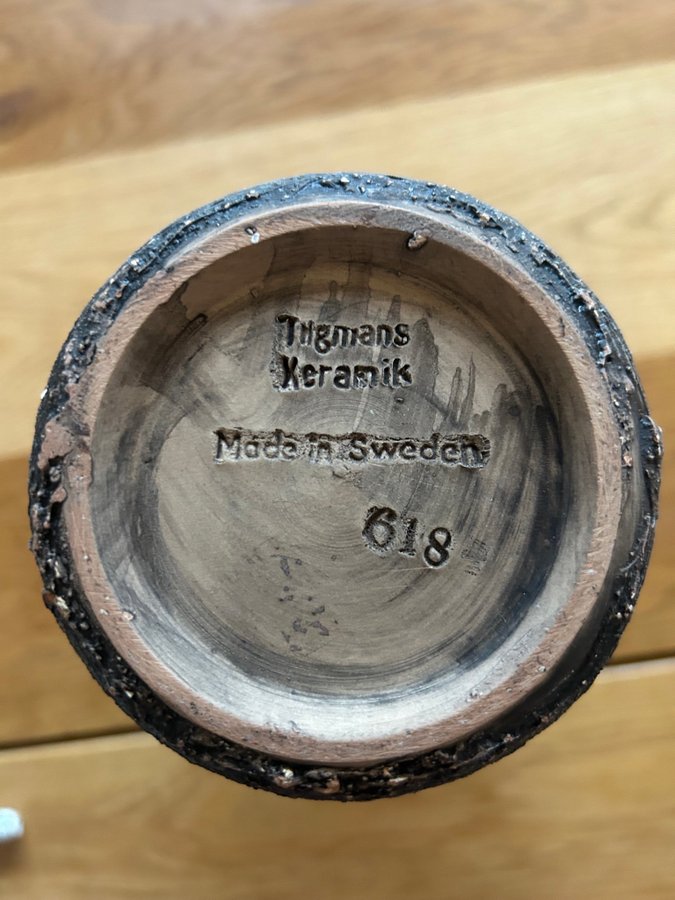 Tilgmans
Keramik
Made in Sweden
618